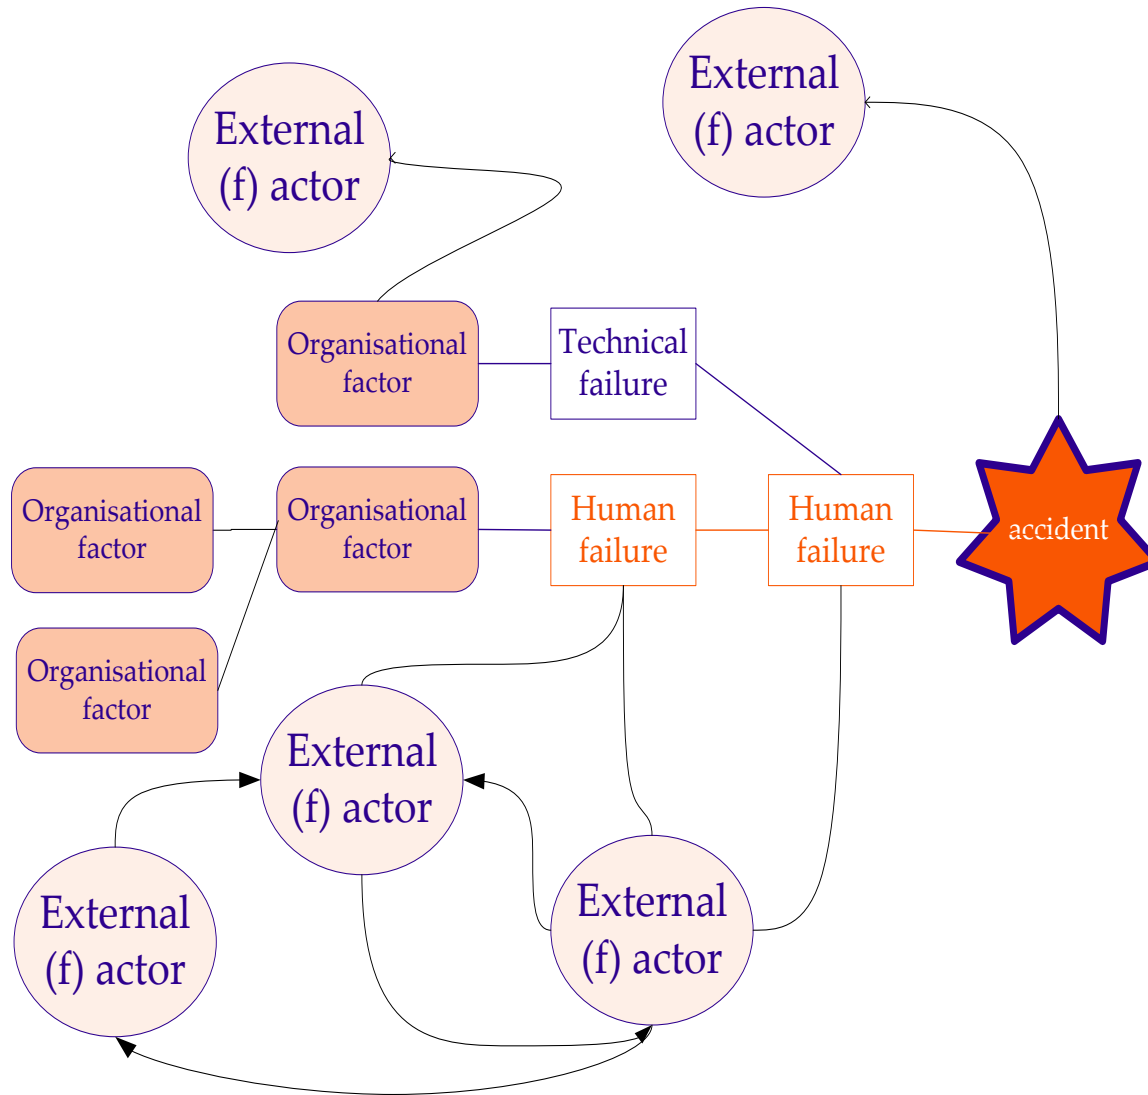 External
(f) actor
External
(f) actor
Organisational
factor
Technical
failure
Organisational
factor
Organisational
factor
Human
failure
Human
failure
accident
Organisational
factor
External
(f) actor
External
(f) actor
External
(f) actor